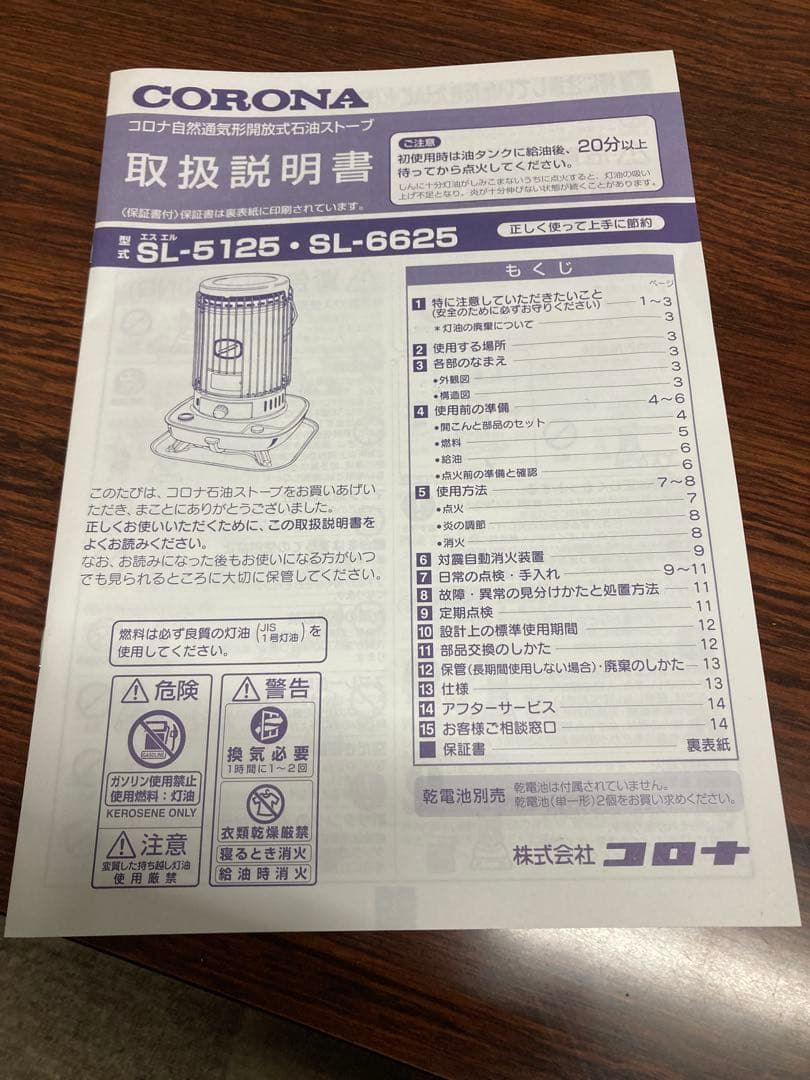 CORONA
コロナ自然通気形開放式石油ストーブ
取扱説明書
〈保証書付〉保証書は裏表紙に印刷されています。
ご注意
初使用時は油タンクに給油後、20分以上
待ってから点火してください。
しんに十分灯油がしみこまないうちに点火すると、灯油の吸い
上げ不足となり、炎が十分伸びない状態が続くことがあります。
型式 エス エル
SL-5125・SL-6625
正しく使って上手に節約
このたびは、コロナ石油ストーブをお買いあげい
ただき、まことにありがとうございました。
正しくお使いいただくために、この取扱説明書を
よくお読みください。
なお、お読みになった後もお使いになる方がいつ
でも見られるところに大切に保管してください。
燃料は必ず良質の灯油(JIS 1号灯油)を
使用してください。
危険
GASOLINE
ガソリン使用禁止
使用燃料:灯油
KEROSENE ONLY
注意
変質した持ち越し灯油
使用厳禁
警告
換気必要
1時間に1〜2回
衣類乾燥厳禁
寝るとき消火
給油時消火
もくじ
ページ
1 特に注意していただきたいこと 1〜3
(安全のために必ずお守りください)
*灯油の廃棄について 3
2 使用する場所 3
3 各部のなまえ 3
•外観図 3
•構造図 3
4 使用前の準備 4〜6
•開こんと部品のセット 4
•燃料 5
•給油 6
•点火前の準備と確認 6
5 使用方法 7〜8
•点火 7
•炎の調節 8
•消火 8
6 対震自動消火装置 9
7 日常の点検・手入れ 9〜11
8 故障・異常の見分けかたと処置方法 11
9 定期点検 11
10 設計上の標準使用期間 12
11 部品交換のしかた 12
12 保管(長期間使用しない場合)・廃棄のしかた 13
13 仕様 13
14 アフターサービス 14
15 お客様ご相談窓口 14
保証書 裏表紙
乾電池別売
乾電池は付属されていません。
乾電池(単一形)2個をお買い求めください。
株式会社 コロナ